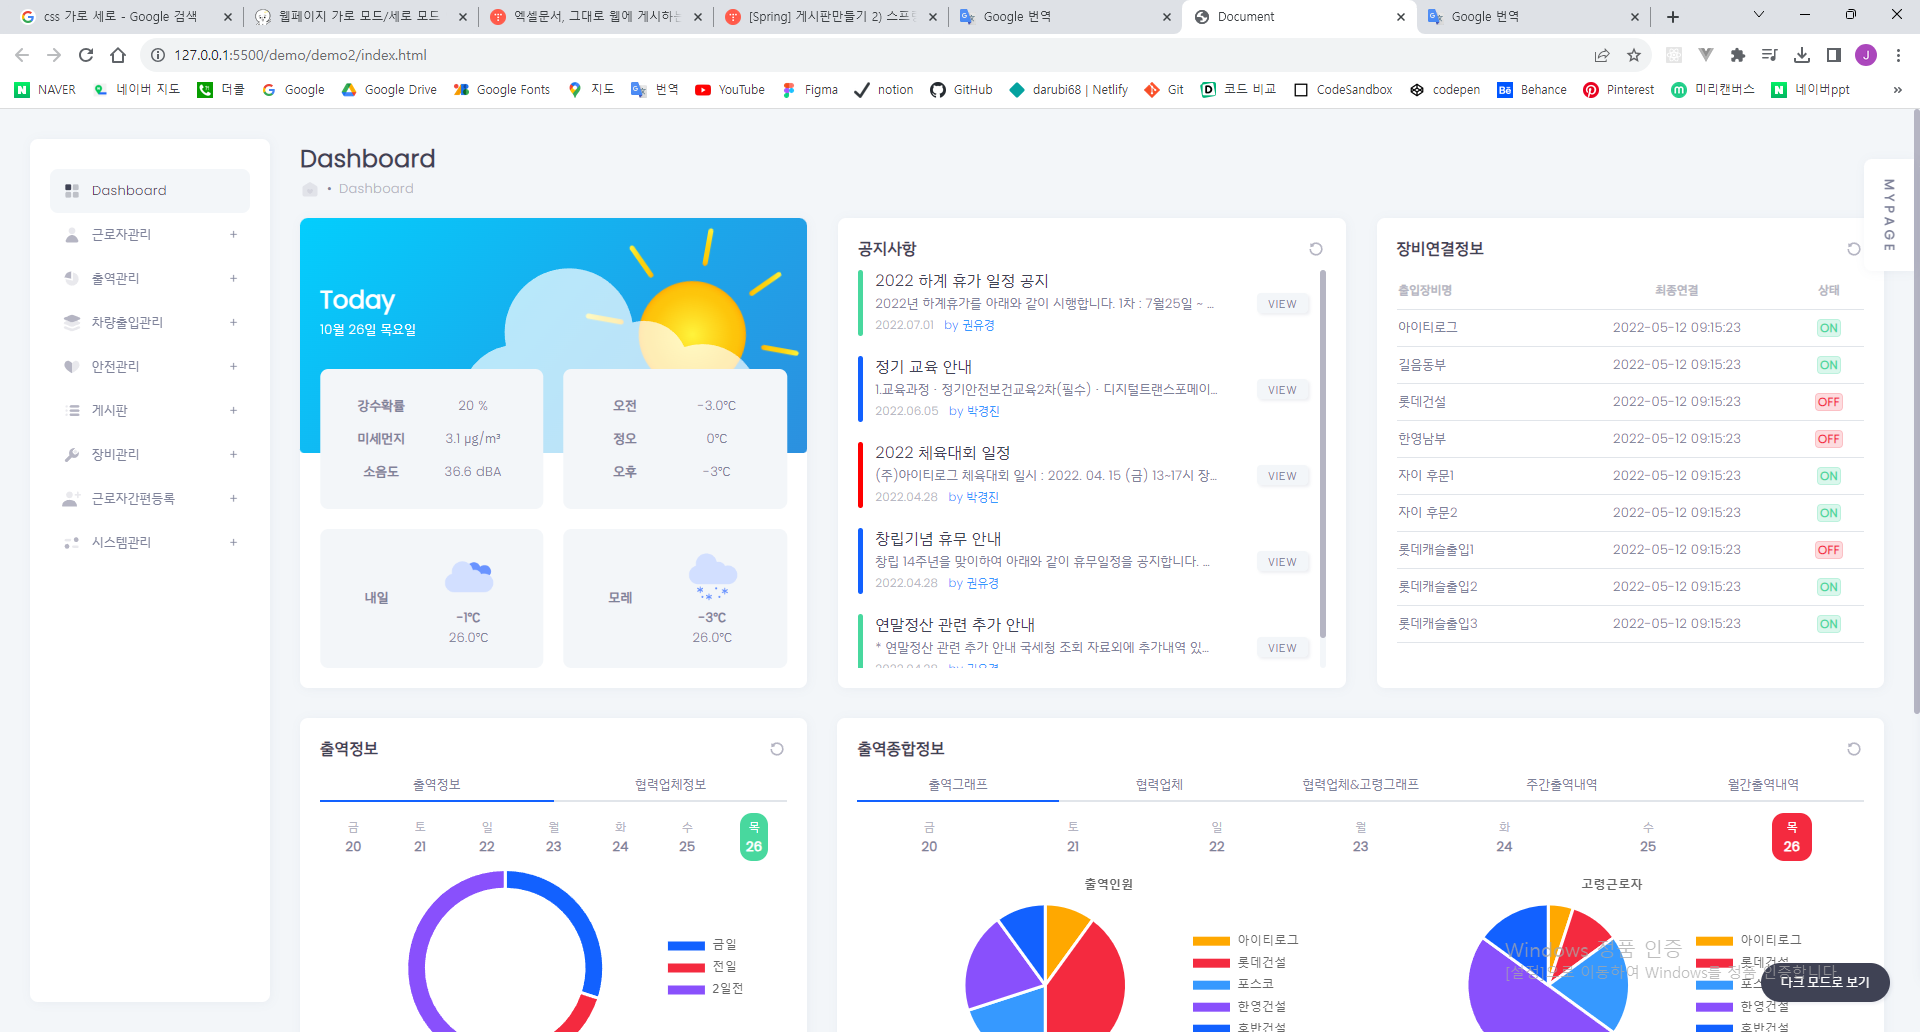 css 가로 세로 - Google 검색
웹페이지 가로 모드/세로 모드
엑셀문서, 그대로 웹에 게시하는
[Spring] 게시판만들기 2) 스프링
Google 번역
Document
Google 번역
127.0.0.1:5500/demo/demo2/index.html
J
NAVER
네이버 지도
더콜
Google
Google Drive
Google Fonts
지도
번역
YouTube
Figma
notion
GitHub
darubi68 | Netlify
Git
코드 비교
CodeSandbox
codepen
Behance
Pinterest
미리캔버스
네이버ppt
»
Dashboard
근로자관리 +
출역관리 +
차량출입관리 +
안전관리 +
게시판 +
장비관리 +
근로자간편등록 +
시스템관리 +
Dashboard
• Dashboard
MYPAGE
Today
10월 26일 목요일
강수확률 20 %
미세먼지 3.1 µg/m³
소음도 36.6 dBA
오전 -3.0℃
정오 0℃
오후 -3℃
내일
-1℃
26.0℃
모레
-3℃
26.0℃
공지사항
2022 하계 휴가 일정 공지
2022년 하계휴가를 아래와 같이 시행합니다. 1차 : 7월25일 ~ ...
2022.07.01 by 권유경
VIEW
정기 교육 안내
1.교육과정 · 정기안전보건교육2차(필수) · 디지털트랜스포메이...
2022.06.05 by 박경진
VIEW
2022 체육대회 일정
(주)아이티로그 체육대회 일시 : 2022. 04. 15 (금) 13~17시 장...
2022.04.28 by 박경진
VIEW
창립기념 휴무 안내
창립 14주년을 맞이하여 아래와 같이 휴무일정을 공지합니다. ...
2022.04.28 by 권유경
VIEW
연말정산 관련 추가 안내
* 연말정산 관련 추가 안내 국세청 조회 자료외에 추가내역 있...
2022.04.28 by 권유경
VIEW
장비연결정보
출입장비명 최종연결 상태
아이티로그 2022-05-12 09:15:23 ON
길음동부 2022-05-12 09:15:23 ON
롯데건설 2022-05-12 09:15:23 OFF
한영남부 2022-05-12 09:15:23 OFF
자이 후문1 2022-05-12 09:15:23 ON
자이 후문2 2022-05-12 09:15:23 ON
롯데캐슬출입1 2022-05-12 09:15:23 OFF
롯데캐슬출입2 2022-05-12 09:15:23 ON
롯데캐슬출입3 2022-05-12 09:15:23 ON
출역정보
출역정보 협력업체정보
금 토 일 월 화 수 목
20 21 22 23 24 25 26
금일
전일
2일전
출역종합정보
출역그래프 협력업체 협력업체&고령그래프 주간출역내역 월간출역내역
금 토 일 월 화 수 목
20 21 22 23 24 25 26
출역인원
아이티로그
롯데건설
포스코
한영건설
호반건설
고령근로자
아이티로그
롯데건설
포스코
한영건설
호반건설
Windows 정품 인증
[설정]으로 이동하여 Windows를 정품 인증합니다.
다크 모드로 보기